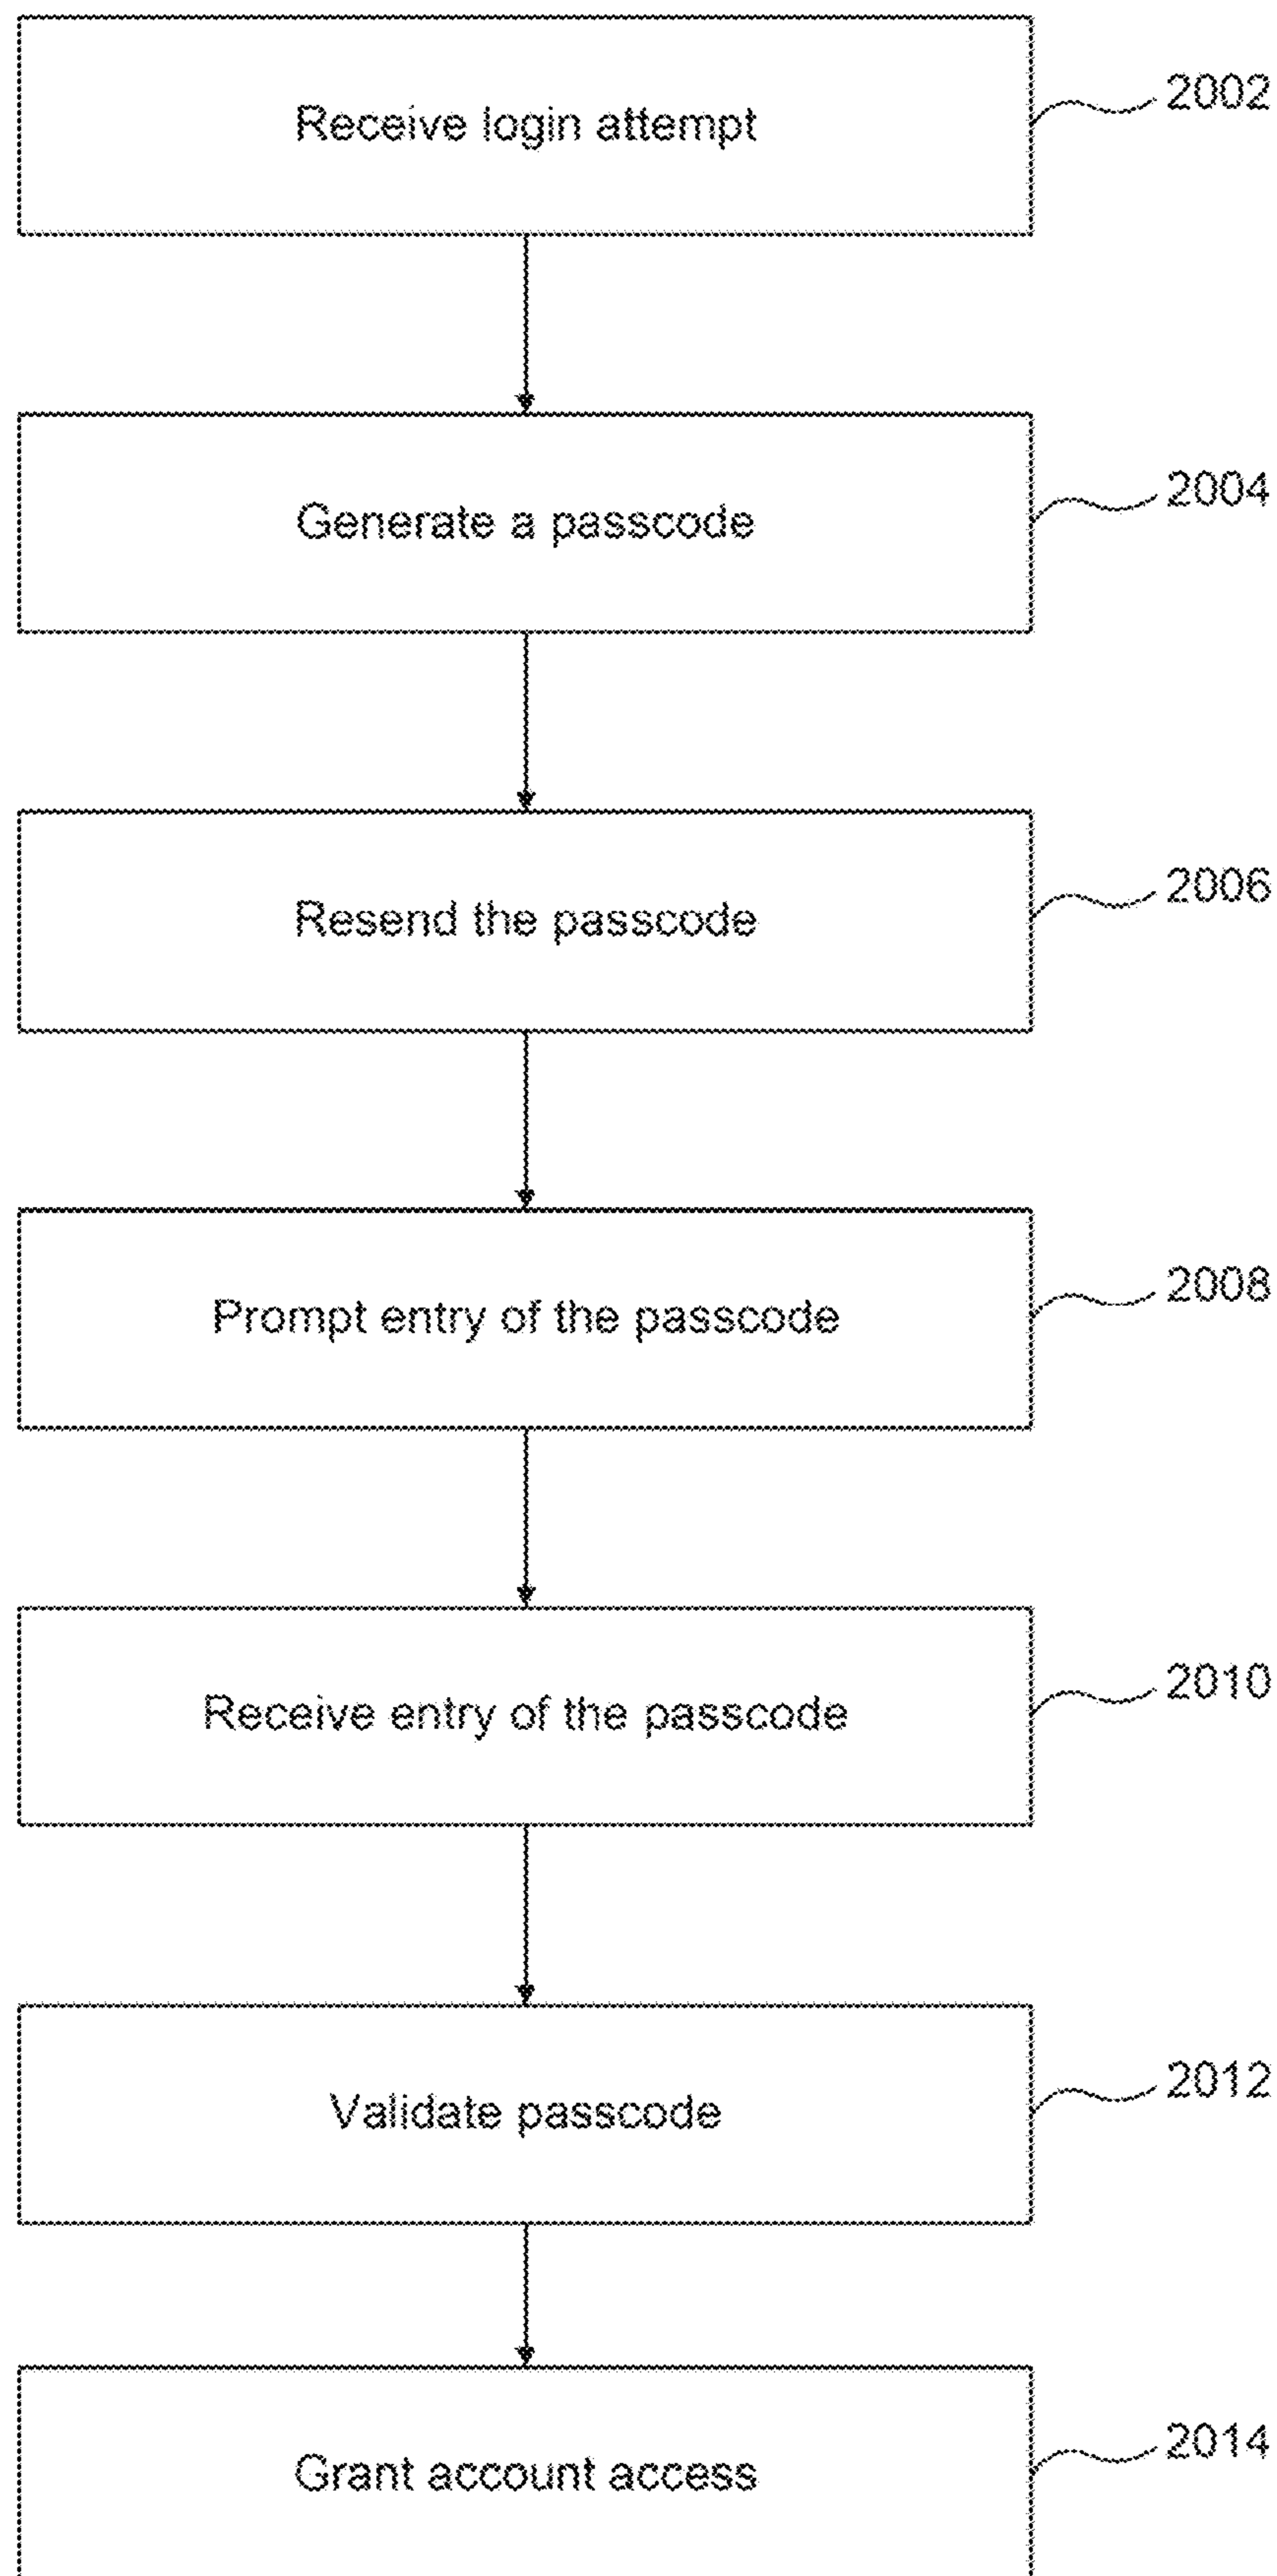 Receive login attempt
2002
Generate a passcode
2004
Resend the passcode
2006
Prompt entry of the passcode
2008
Receive entry of the passcode
2010
Validate passcode
2012
Grant account access
2014